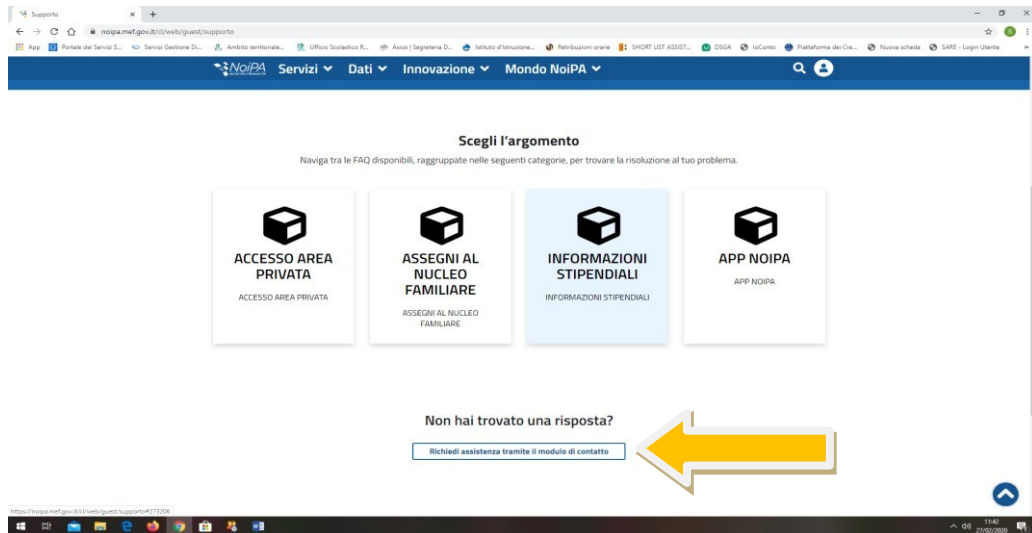 Supporto
noipa.mef.gov.it/cl/web/guest/supporto
App Portale dei Servizi S... Servizi Gestione Di... Ambito territoriale... Ufficio Scolastico R... Axios | Segreteria D... Istituto d'Istruzione... Retribuzioni orarie SHORT LIST ASSIST... DSGA IoConto Piattaforma dei Cre... Nuova scheda SARE - Login Utente
NoiPA Servizi Dati Innovazione Mondo NoiPA
Scegli l'argomento
Naviga tra le FAQ disponibili, raggruppate nelle seguenti categorie, per trovare la risoluzione al tuo problema.
ACCESSO AREA
PRIVATA
ACCESSO AREA PRIVATA
ASSEGNI AL
NUCLEO
FAMILIARE
ASSEGNI AL NUCLEO
FAMILIARE
INFORMAZIONI
STIPENDIALI
INFORMAZIONI STIPENDIALI
APP NOIPA
APP NOIPA
Non hai trovato una risposta?
Richiedi assistenza tramite il modulo di contatto
https://noipa.mef.gov.it/cl/web/guest/supporto#273206
11:42
27/02/2020